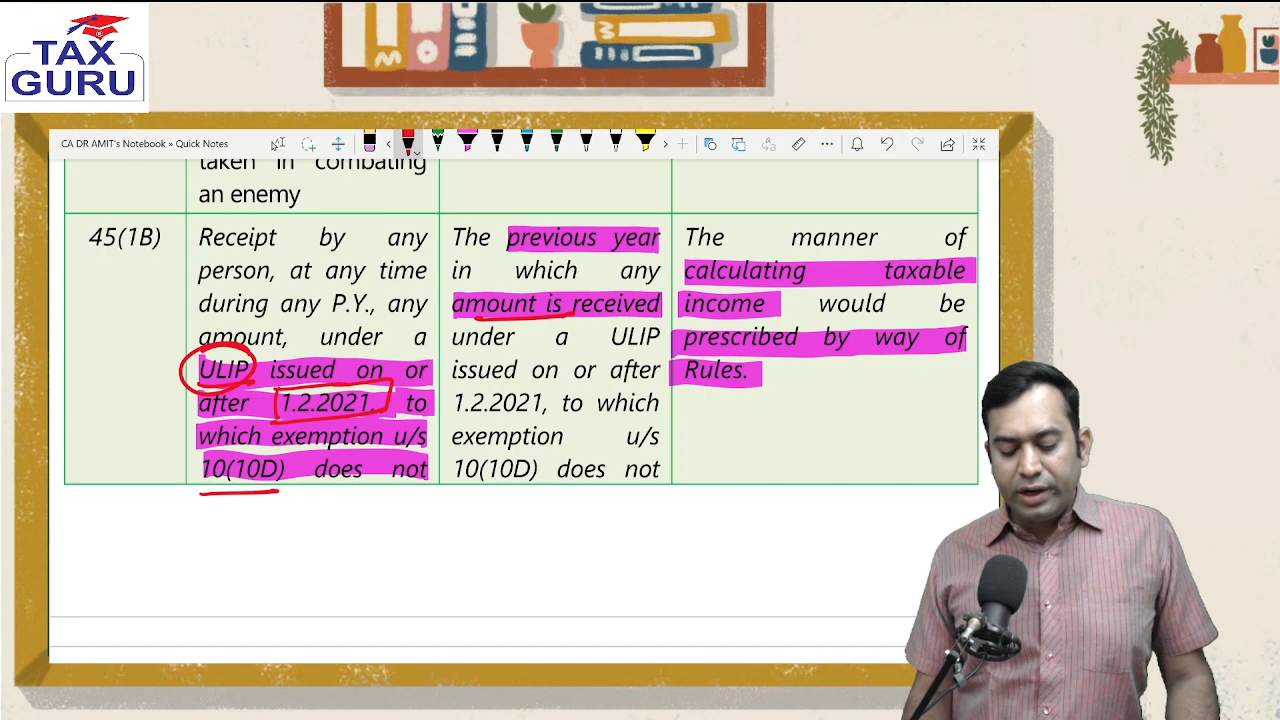 TAX
GURU
CA DR AMIT's Notebook » Quick Notes
taken in combating
an enemy
45(1B)
Receipt by any
person, at any time
during any P.Y., any
amount, under a
ULIP issued on or
after 1.2.2021, to
which exemption u/s
10(10D) does not
The previous year
in which any
amount is received
under a ULIP
issued on or after
1.2.2021, to which
exemption u/s
10(10D) does not
The manner of
calculating taxable
income would be
prescribed by way of
Rules.